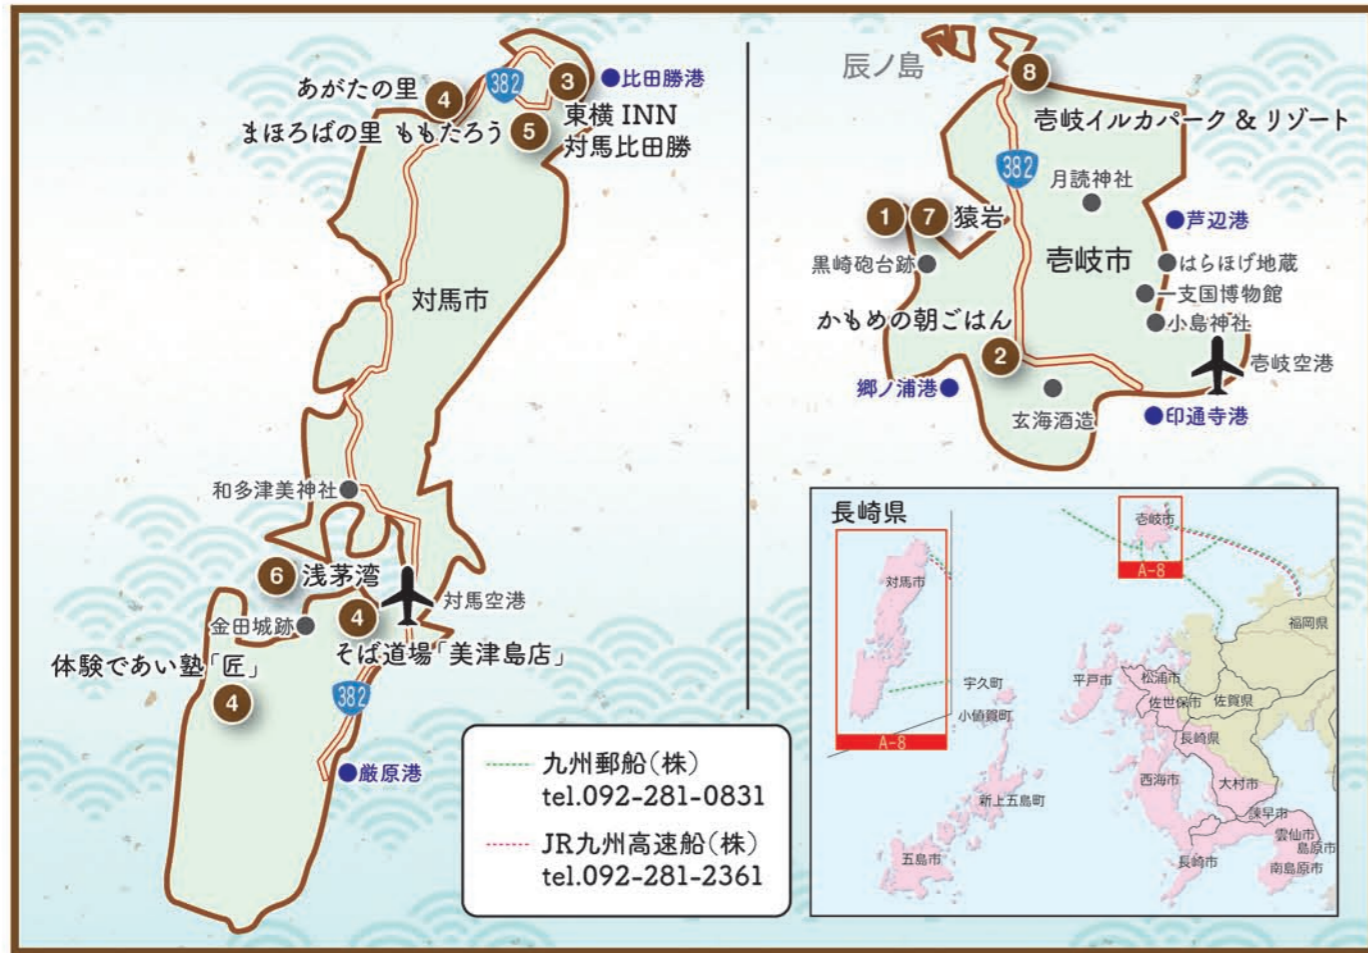 あがたの里
4
382
3
比田勝港
まほろばの里 ももたろう
5
東横 INN
対馬比田勝
対馬市
和多津美神社
6
浅茅湾
対馬空港
金田城跡
4
そば道場「美津島店」
体験であい塾「匠」
4
382
厳原港
辰ノ島
8
壱岐イルカパーク & リゾート
382
月読神社
1
7
猿岩
芦辺港
黒崎砲台跡
壱岐市
はらほげ地蔵
一支国博物館
かもめの朝ごはん
小島神社
2
壱岐空港
郷ノ浦港
玄海酒造
印通寺港
九州郵船(株)
tel.092-281-0831
JR九州高速船(株)
tel.092-281-2361
長崎県
壱岐市
A-8
対馬市
福岡県
宇久町
平戸市
松浦市
小値賀町
佐世保市
佐賀県
A-8
長崎県
西海市
大村市
新上五島町
諫早市
雲仙市
島原市
五島市
長崎市
南島原市